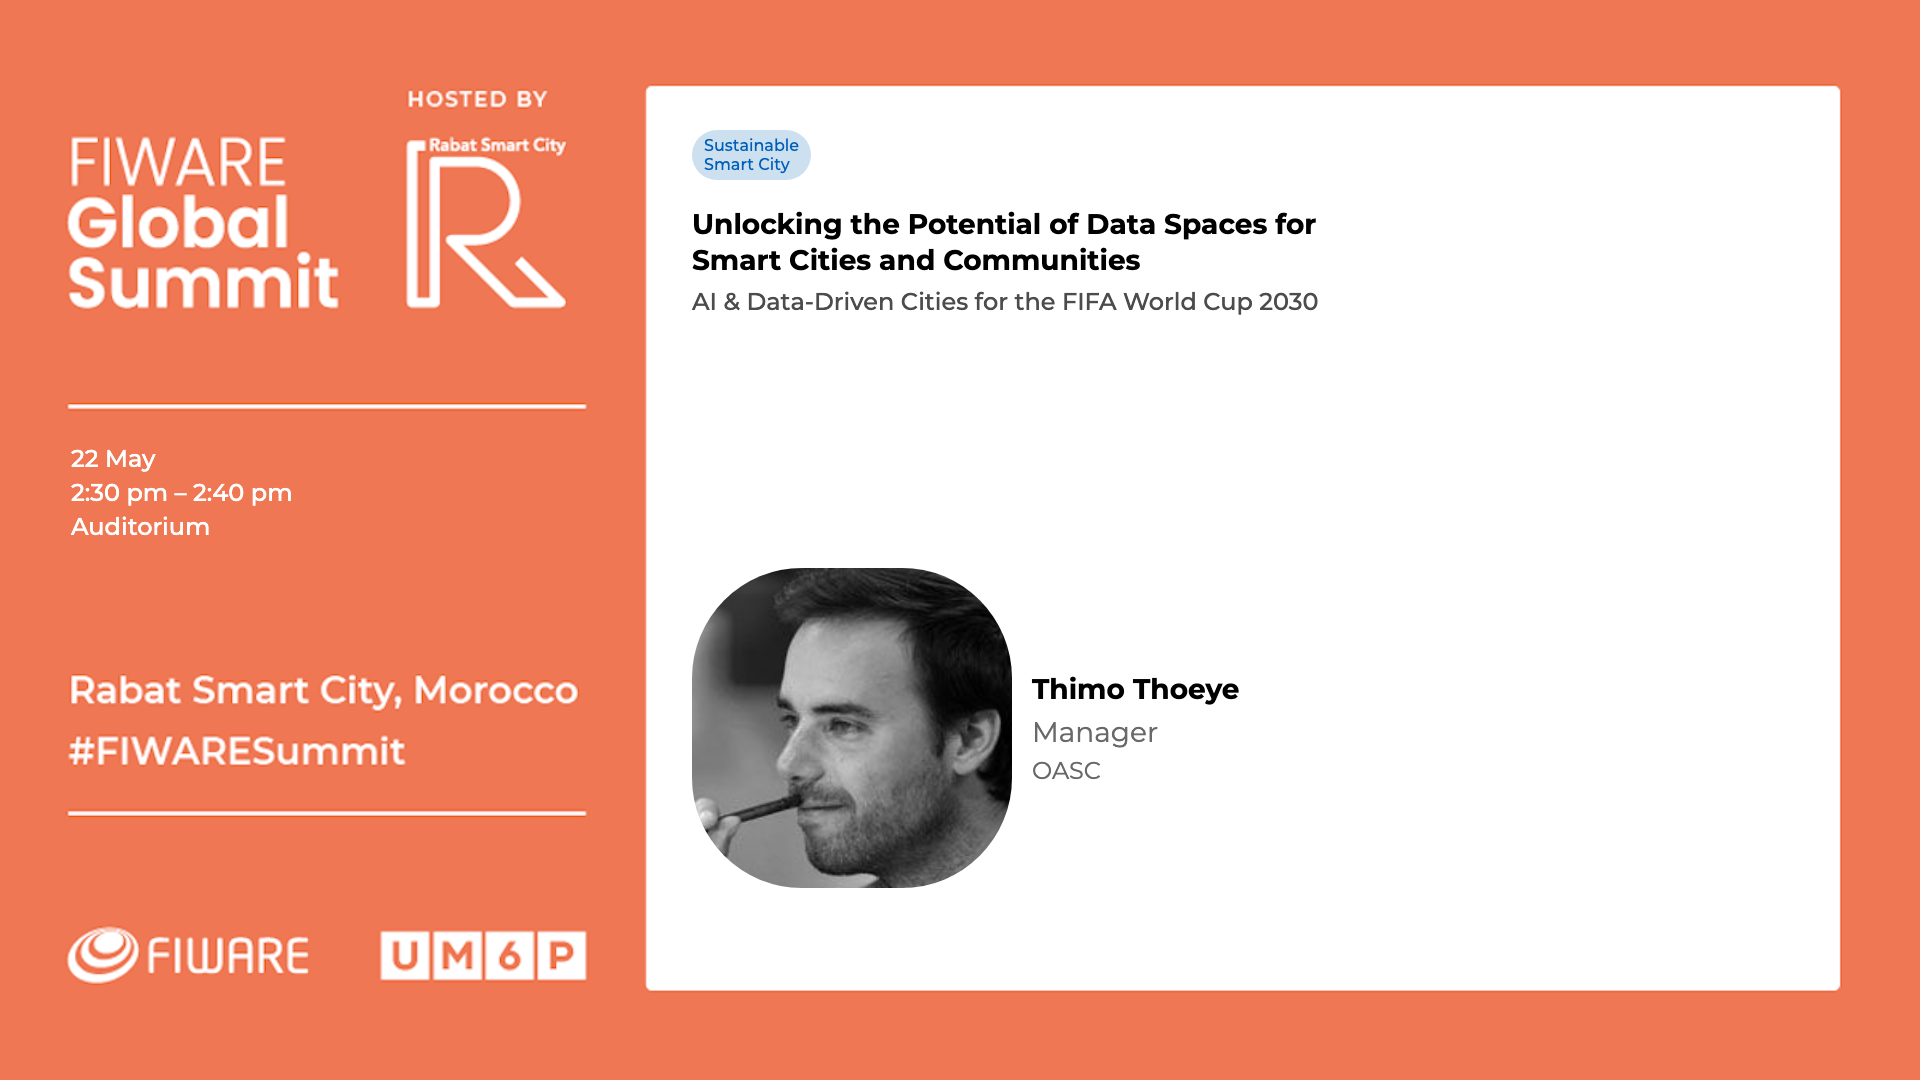 HOSTED BY
FIWARE
Global
Summit
Rabat Smart City
R
22 May
2:30 pm – 2:40 pm
Auditorium
Rabat Smart City, Morocco
#FIWARESummit
FIWARE
UM6P
Sustainable
Smart City
Unlocking the Potential of Data Spaces for
Smart Cities and Communities
AI & Data-Driven Cities for the FIFA World Cup 2030
Thimo Thoeye
Manager
OASC